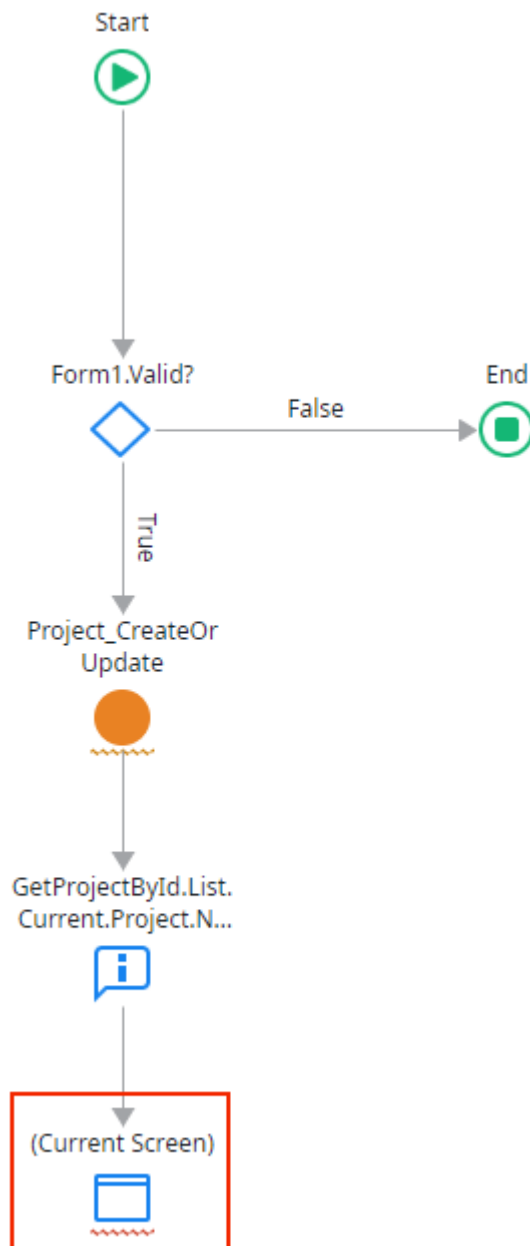 Start
Form1.Valid?
End
False
True
Project_CreateOr
Update
GetProjectById.List.
Current.Project.N...
(Current Screen)